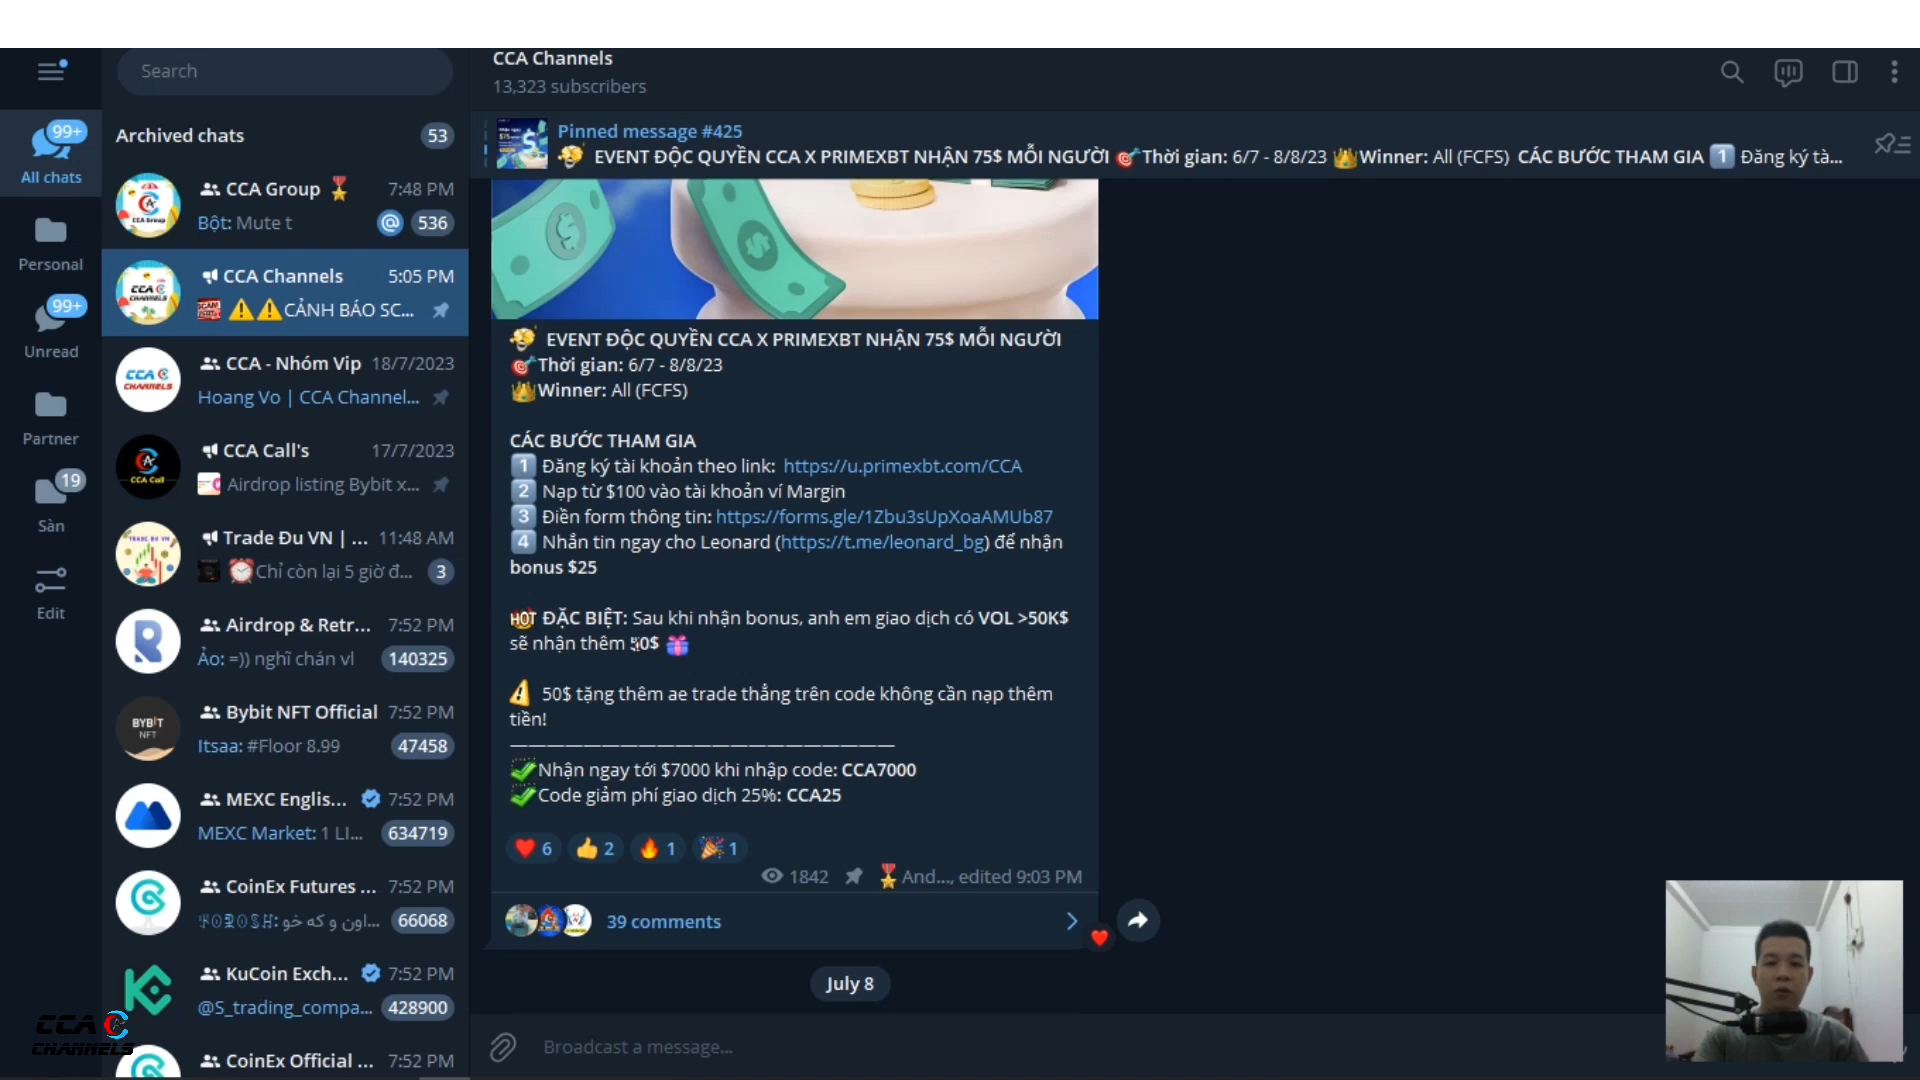 Search
CCA Channels
13,323 subscribers
99+
All chats
Personal
99+
Unread
Partner
19
Sàn
Edit
Archived chats
53
CCA Group
7:48 PM
Bột: Mute t
@
536
CCA Channels
5:05 PM
CẢNH BÁO SC...
CCA - Nhóm Vip
18/7/2023
Hoang Vo | CCA Channel...
CCA Call's
17/7/2023
Airdrop listing Bybit x...
Trade Đu VN | ...
11:48 AM
Chỉ còn lại 5 giờ đ...
3
Airdrop & Retr...
7:52 PM
Ảo: =)) nghĩ chán vl
140325
Bybit NFT Official
7:52 PM
Itsaa: #Floor 8.99
47458
MEXC Englis...
7:52 PM
MEXC Market: 1 LI...
634719
CoinEx Futures ...
7:52 PM
66068
KuCoin Exch...
7:52 PM
@S_trading_compa...
428900
CoinEx Official ...
7:52 PM
Pinned message #425
EVENT ĐỘC QUYỀN CCA X PRIMEXBT NHẬN 75$ MỖI NGƯỜI Thời gian: 6/7 - 8/8/23 Winner: All (FCFS) CÁC BƯỚC THAM GIA 1 Đăng ký tà...
EVENT ĐỘC QUYỀN CCA X PRIMEXBT NHẬN 75$ MỖI NGƯỜI
Thời gian: 6/7 - 8/8/23
Winner: All (FCFS)
CÁC BƯỚC THAM GIA
1 Đăng ký tài khoản theo link: https://u.primexbt.com/CCA
2 Nạp từ $100 vào tài khoản ví Margin
3 Điền form thông tin: https://forms.gle/1Zbu3sUpXoaAMUb87
4 Nhắn tin ngay cho Leonard (https://t.me/leonard_bg) để nhận
bonus $25
HOT ĐẶC BIỆT: Sau khi nhận bonus, anh em giao dịch có VOL >50K$
sẽ nhận thêm 50$
50$ tặng thêm ae trade thẳng trên code không cần nạp thêm
tiền!
Nhận ngay tới $7000 khi nhập code: CCA7000
Code giảm phí giao dịch 25%: CCA25
6
2
1
1
1842
And..., edited 9:03 PM
39 comments
July 8
Broadcast a message...
CCA
CHANNELS